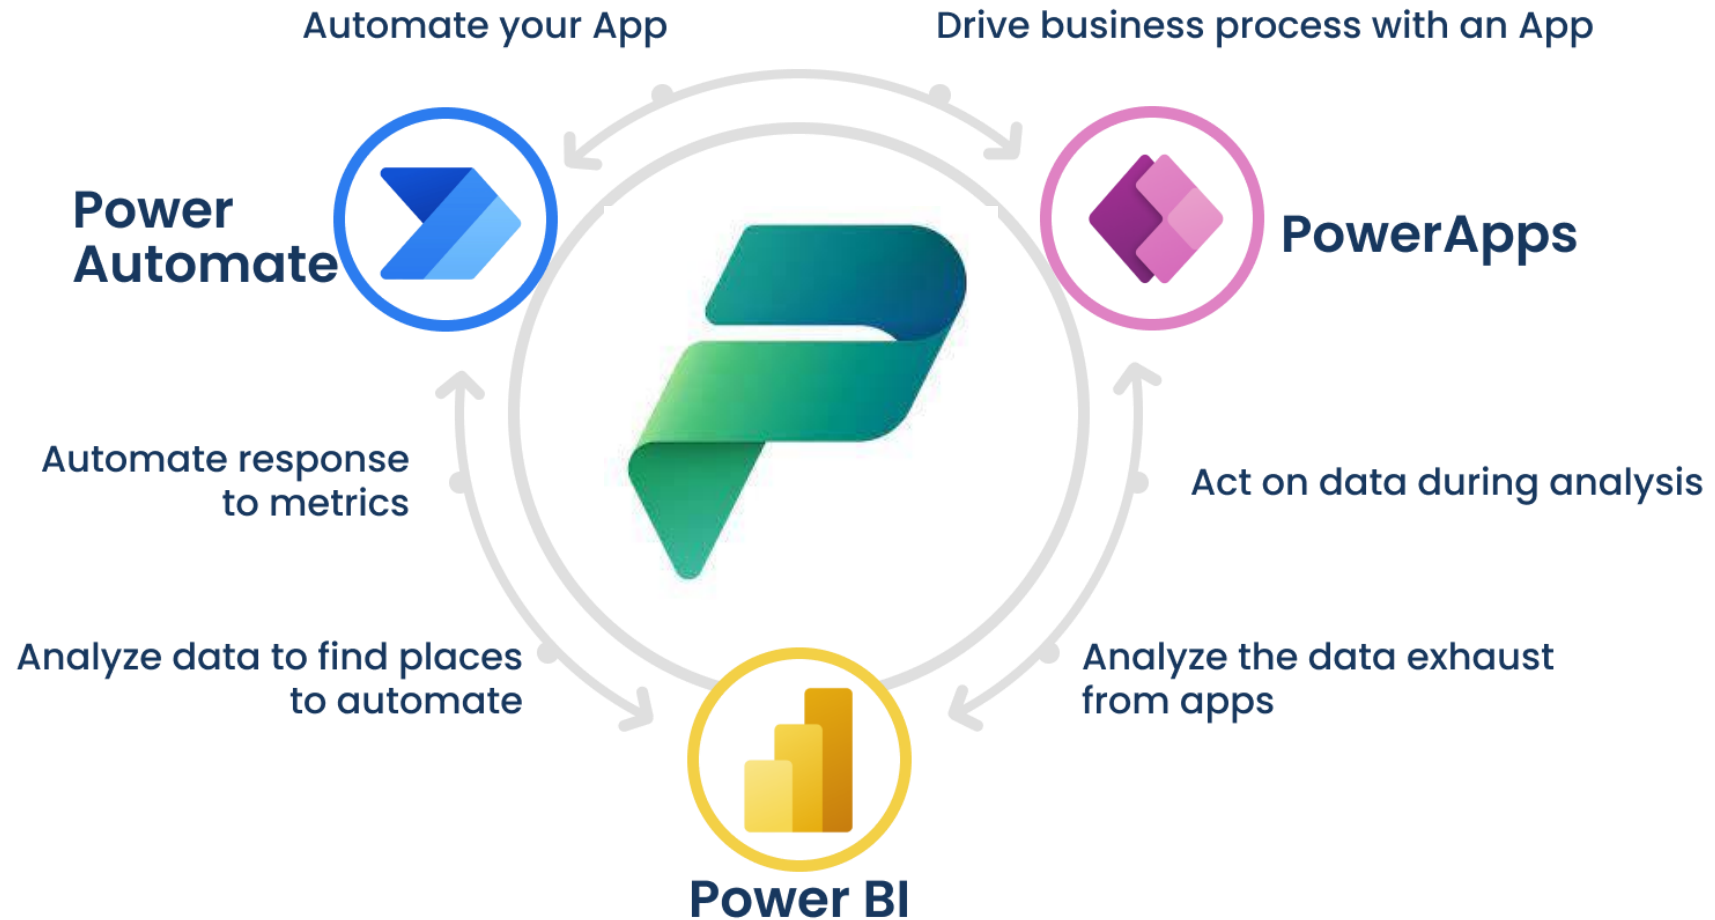 Automate your App
Drive business process with an App
Power
Automate
PowerApps
Automate response
to metrics
Act on data during analysis
Analyze data to find places
to automate
Analyze the data exhaust
from apps
Power BI